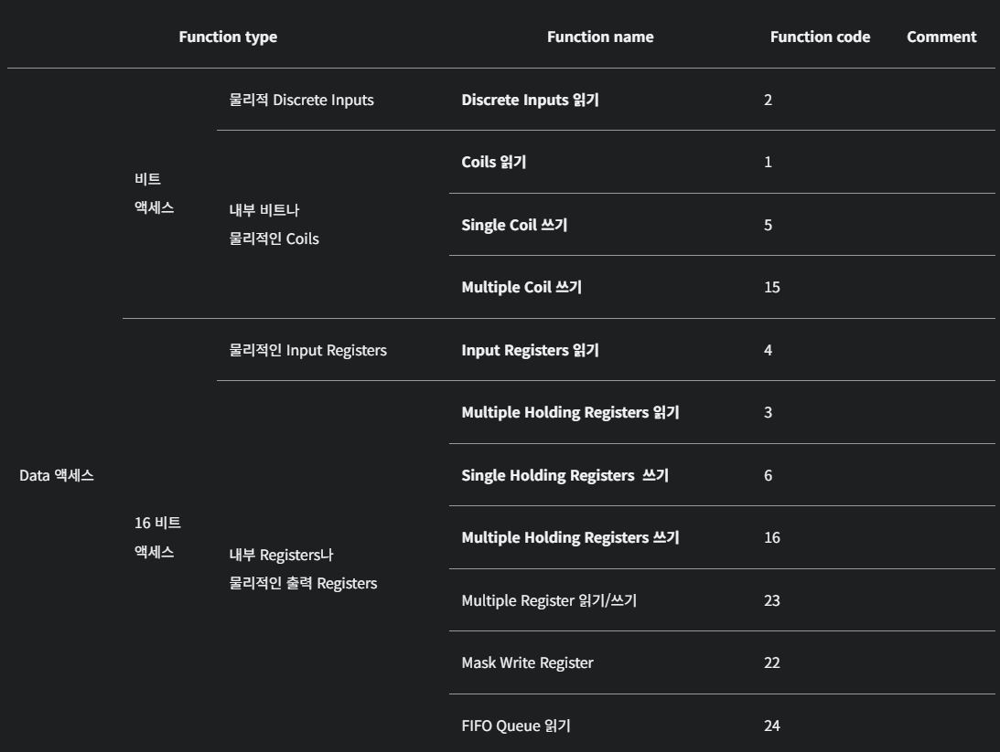 Function type Function name Function code Comment
물리적 Discrete Inputs Discrete Inputs 읽기 2
Coils 읽기 1
비트
액세스
내부 비트나
물리적인 Coils
Single Coil 쓰기 5
Multiple Coil 쓰기 15
물리적인 Input Registers Input Registers 읽기 4
Multiple Holding Registers 읽기 3
Data 액세스
Single Holding Registers 쓰기 6
16 비트
액세스
Multiple Holding Registers 쓰기 16
내부 Registers나
물리적인 출력 Registers
Multiple Register 읽기/쓰기 23
Mask Write Register 22
FIFO Queue 읽기 24